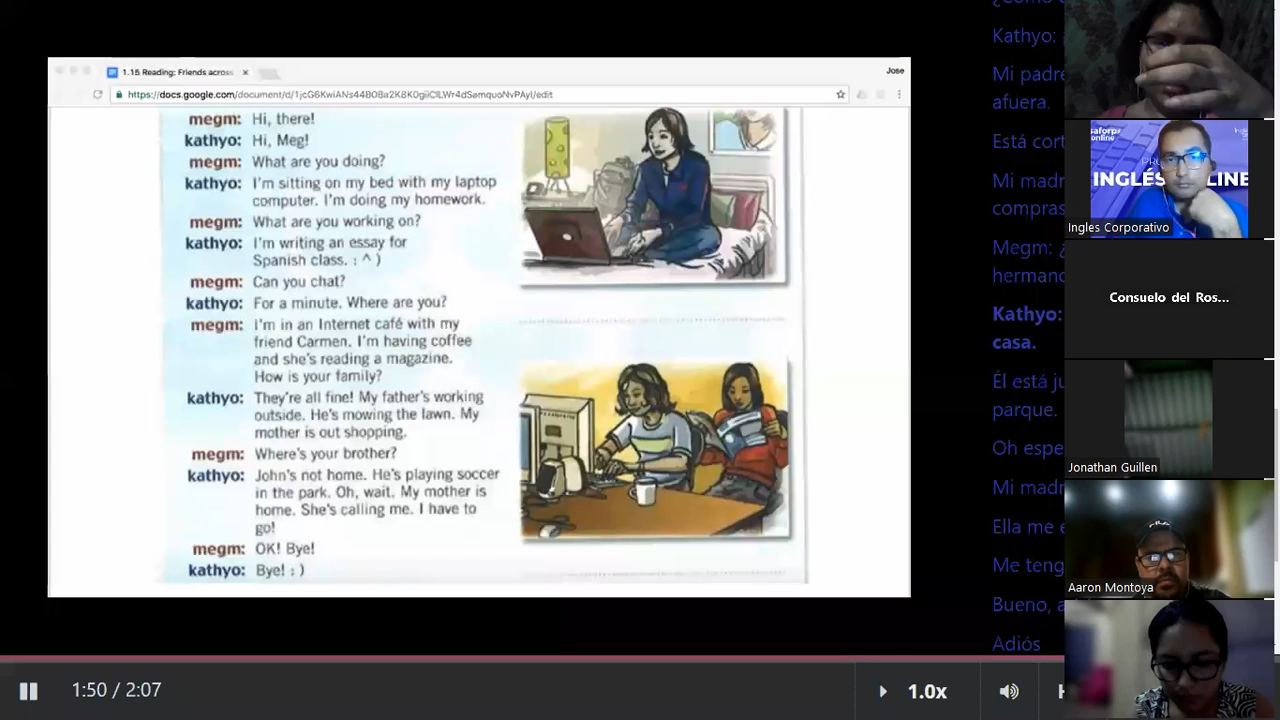 1.15 Reading: Friends across
Jose
https://docs.google.com/document/d/1jcG6KwiANs44B0Ba2K8K0giiClLWr4dSamquoNvPAyI/edit
megm: Hi, there!
kathyo: Hi, Meg!
megm: What are you doing?
kathyo: I'm sitting on my bed with my laptop
computer. I'm doing my homework.
megm: What are you working on?
kathyo: I'm writing an essay for
Spanish class. : ^ )
megm: Can you chat?
kathyo: For a minute. Where are you?
megm: I'm in an Internet café with my
friend Carmen. I'm having coffee
and she's reading a magazine.
How is your family?
kathyo: They're all fine! My father's working
outside. He's mowing the lawn. My
mother is out shopping.
megm: Where's your brother?
kathyo: John's not home. He's playing soccer
in the park. Oh, wait. My mother is
home. She's calling me. I have to
go!
megm: OK! Bye!
kathyo: Bye! : )
Kathyo:
Mi padre
afuera.
Está cort
Mi madr
compras
Megm: ¿
hermano
Kathyo:
casa.
Él está ju
parque.
Oh espe
Mi madr
Ella me e
Me teng
Bueno, a
Adiós
INGLÉS ONLINE
Ingles Corporativo
Consuelo del Ros...
Jonathan Guillen
Aaron Montoya
1:50 / 2:07
1.0x